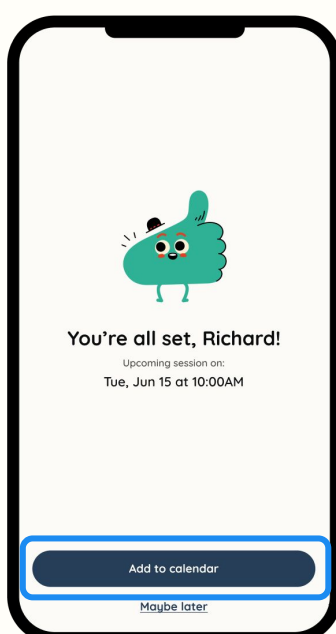 You're all set, Richard!
Upcoming session on:
Tue, Jun 15 at 10:00AM
Add to calendar
Maybe later